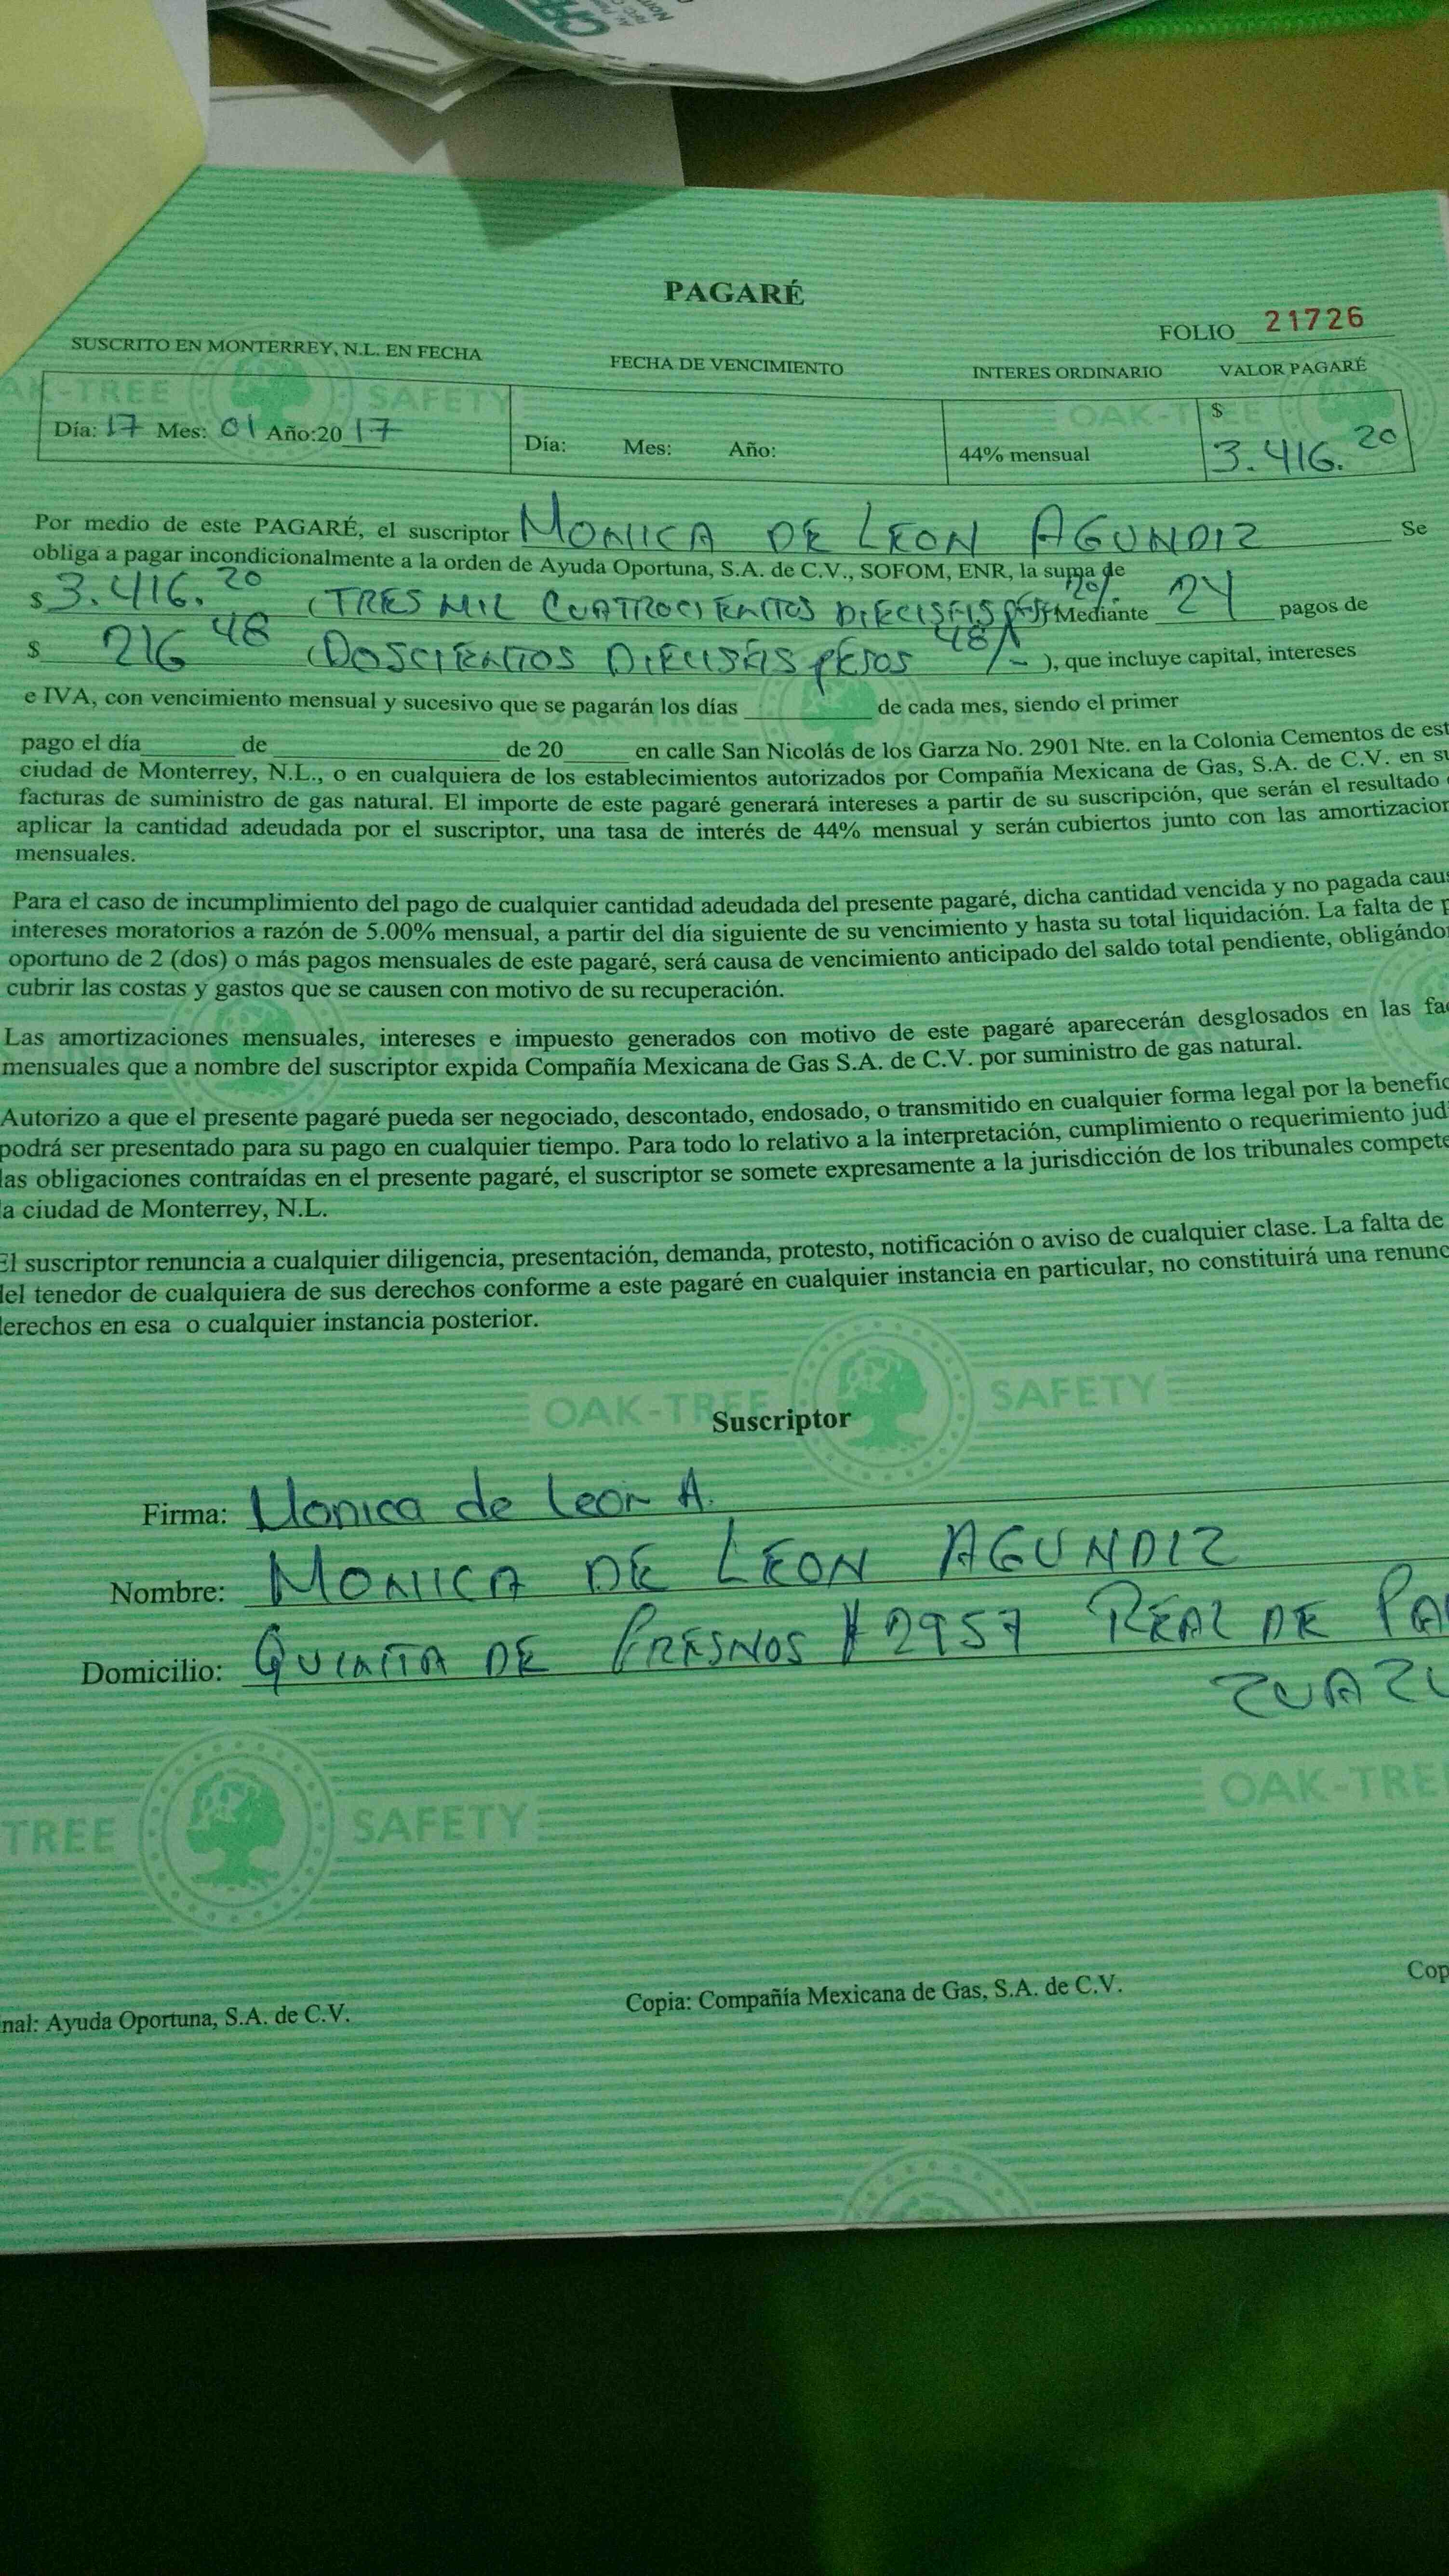 PAGARÉ
FOLIO 21726
SUSCRITO EN MONTERREY, N.L. EN FECHA FECHA DE VENCIMIENTO INTERES ORDINARIO VALOR PAGARÉ
Día: 17 Mes: 01 Año:20 17 Día: Mes: Año: 44% mensual $ 3.416.20
Por medio de este PAGARÉ, el suscriptor MONICA DE LEON AGUNDIZ Se
obliga a pagar incondicionalmente a la orden de Ayuda Oportuna, S.A. de C.V., SOFOM, ENR, la suma de
$ 3.416.20 (TRES MIL CUATROCIENTOS DIECISEIS Mediante 24 pagos de
$ 216 48 (DOSCIENTOS DIECISEIS PESOS 48/- ), que incluye capital, intereses
e IVA, con vencimiento mensual y sucesivo que se pagarán los días de cada mes, siendo el primer
pago el día de de 20 en calle San Nicolás de los Garza No. 2901 Nte. en la Colonia Cementos de est
ciudad de Monterrey, N.L., o en cualquiera de los establecimientos autorizados por Compañía Mexicana de Gas, S.A. de C.V. en su
facturas de suministro de gas natural. El importe de este pagaré generará intereses a partir de su suscripción, que serán el resultado
aplicar la cantidad adeudada por el suscriptor, una tasa de interés de 44% mensual y serán cubiertos junto con las amortizacion
mensuales.
Para el caso de incumplimiento del pago de cualquier cantidad adeudada del presente pagaré, dicha cantidad vencida y no pagada caus
intereses moratorios a razón de 5.00% mensual, a partir del día siguiente de su vencimiento y hasta su total liquidación. La falta de p
oportuno de 2 (dos) o más pagos mensuales de este pagaré, será causa de vencimiento anticipado del saldo total pendiente, obligándo
cubrir las costas y gastos que se causen con motivo de su recuperación.
Las amortizaciones mensuales, intereses e impuesto generados con motivo de este pagaré aparecerán desglosados en las fac
mensuales que a nombre del suscriptor expida Compañía Mexicana de Gas S.A. de C.V. por suministro de gas natural.
Autorizo a que el presente pagaré pueda ser negociado, descontado, endosado, o transmitido en cualquier forma legal por la benefic
podrá ser presentado para su pago en cualquier tiempo. Para todo lo relativo a la interpretación, cumplimiento o requerimiento judi
las obligaciones contraídas en el presente pagaré, el suscriptor se somete expresamente a la jurisdicción de los tribunales compete
la ciudad de Monterrey, N.L.
El suscriptor renuncia a cualquier diligencia, presentación, demanda, protesto, notificación o aviso de cualquier clase. La falta de
del tenedor de cualquiera de sus derechos conforme a este pagaré en cualquier instancia en particular, no constituirá una renunc
derechos en esa o cualquier instancia posterior.
OAK-TREE SAFETY
Suscriptor
Firma: Monica de Leon A.
Nombre: MONICA DE LEON AGUNDIZ
Domicilio: QUINTA DE FRESNOS # 2957 REAL DE PA
ZUAZU
TREE SAFETY OAK-TRE
nal: Ayuda Oportuna, S.A. de C.V. Copia: Compañía Mexicana de Gas, S.A. de C.V. Cop